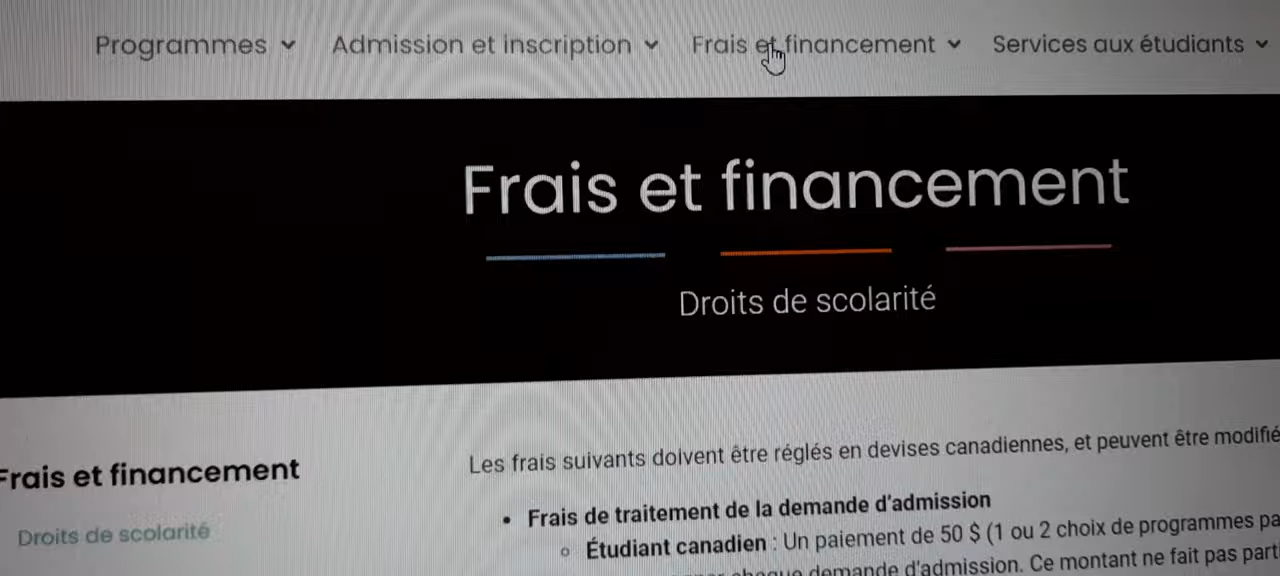 Programmes Admission et inscription Frais et financement Services aux étudiants
Frais et financement
Droits de scolarité
Frais et financement
Droits de scolarité
Les frais suivants doivent être réglés en devises canadiennes, et peuvent être modifié
• Frais de traitement de la demande d'admission
○ Étudiant canadien : Un paiement de 50 $ (1 ou 2 choix de programmes pa
chaque demande d'admission. Ce montant ne fait pas parti